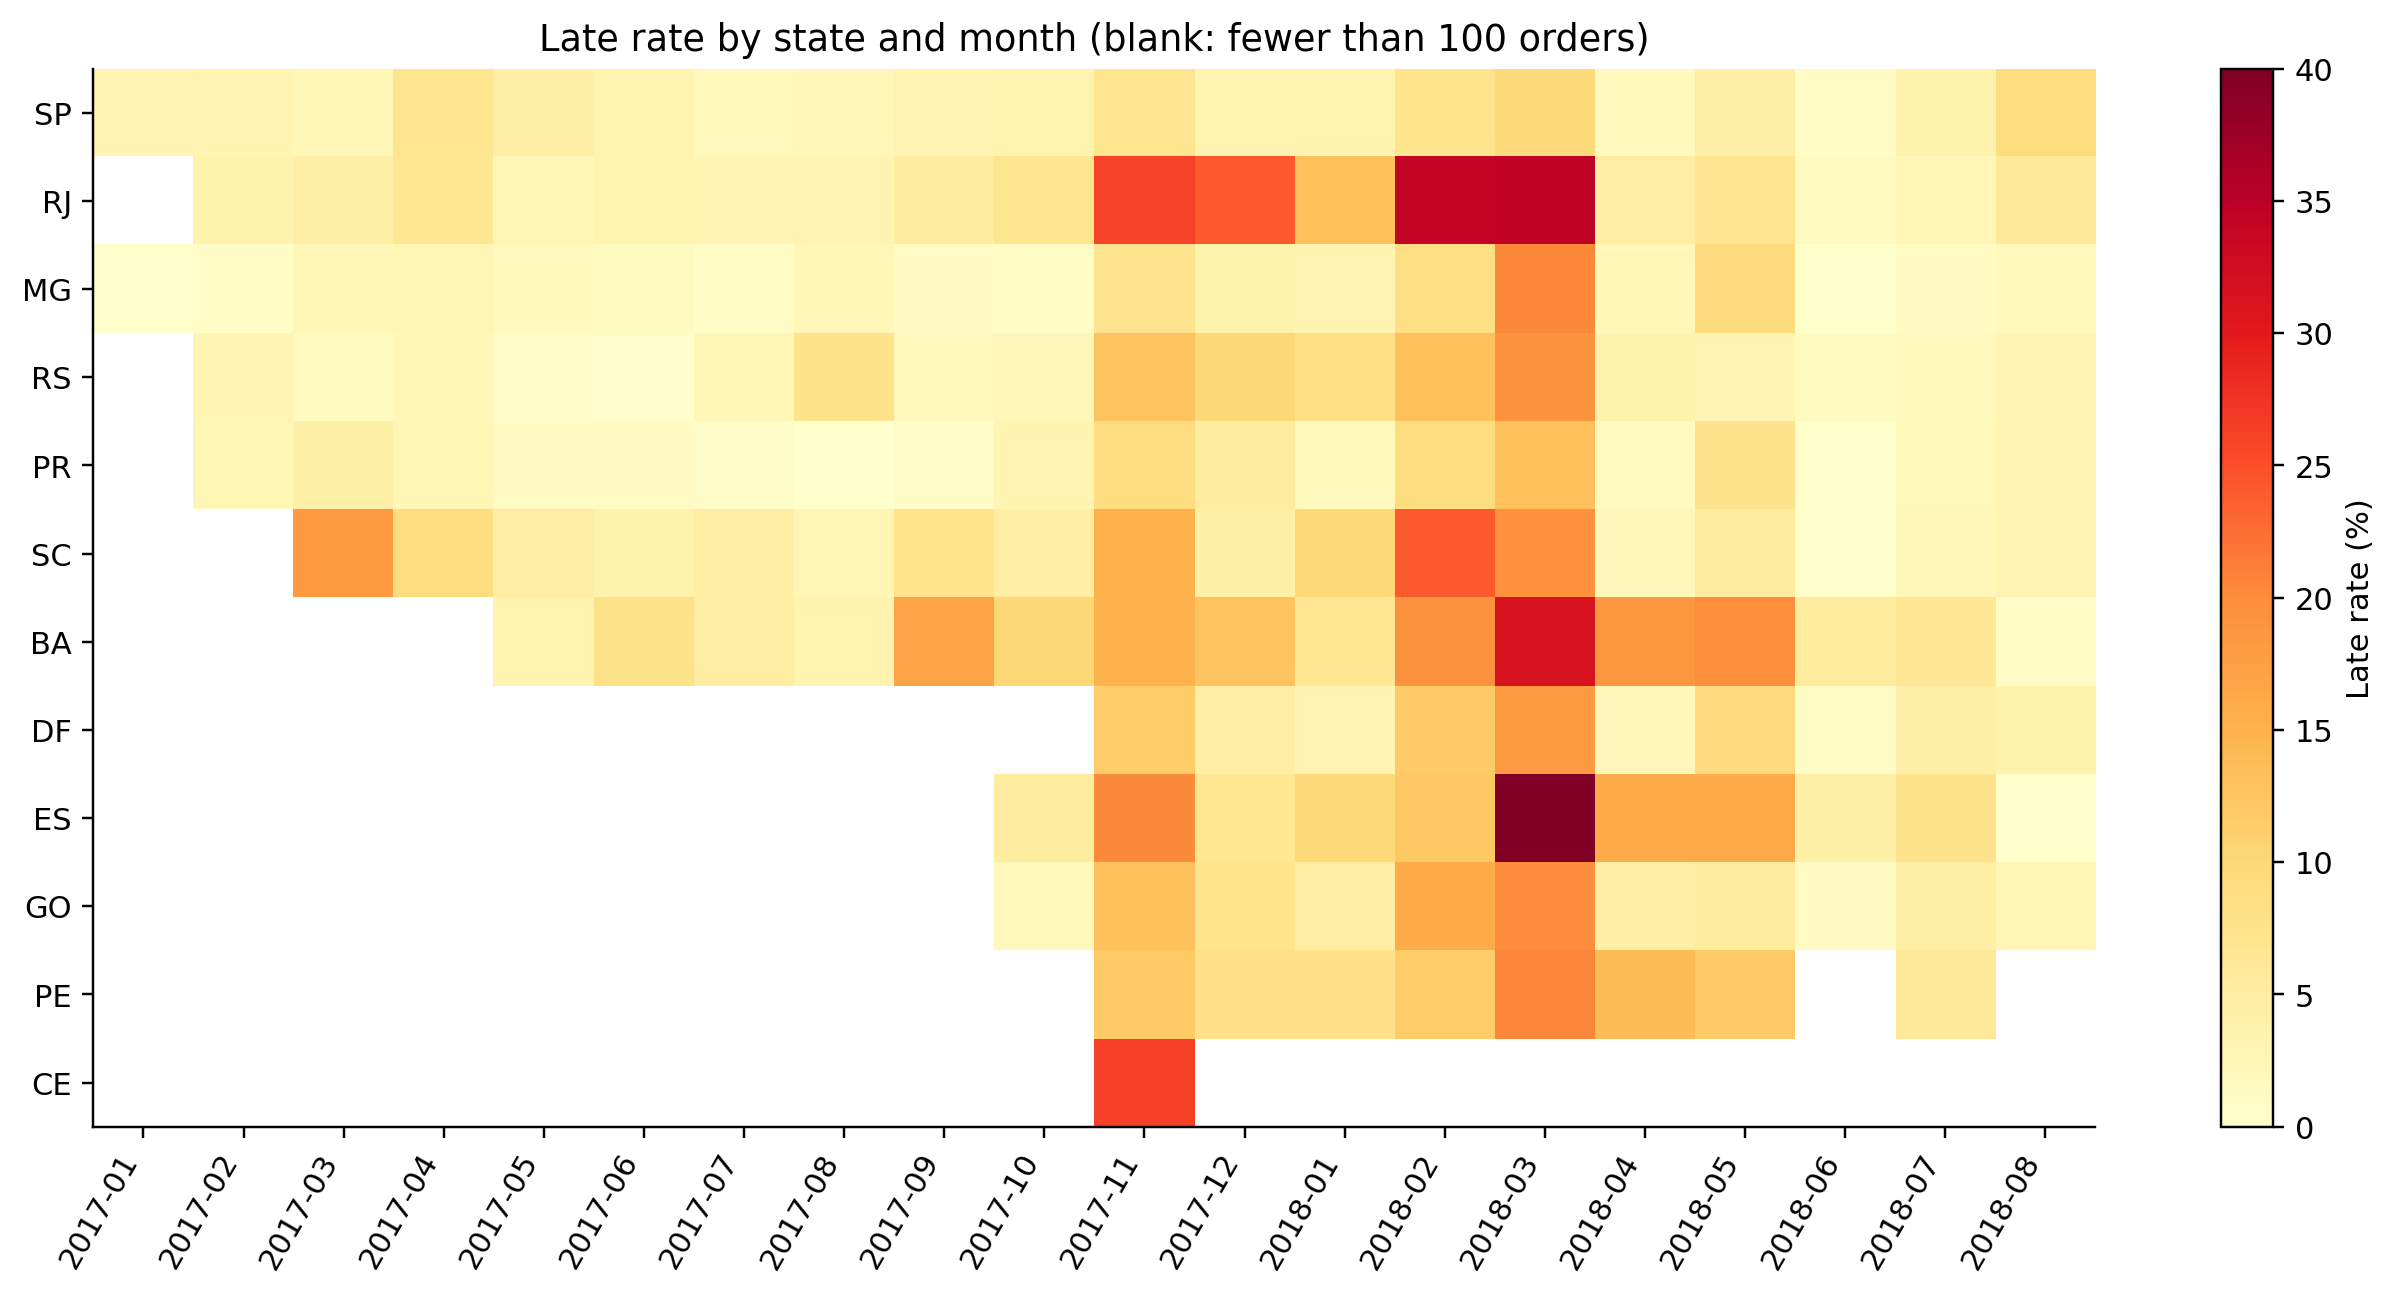 Late rate by state and month (blank: fewer than 100 orders)
SP
RJ
MG
RS
PR
SC
BA
DF
ES
GO
PE
CE
2017-01
2017-02
2017-03
2017-04
2017-05
2017-06
2017-07
2017-08
2017-09
2017-10
2017-11
2017-12
2018-01
2018-02
2018-03
2018-04
2018-05
2018-06
2018-07
2018-08
40
35
30
25
20
15
10
5
0
Late rate (%)